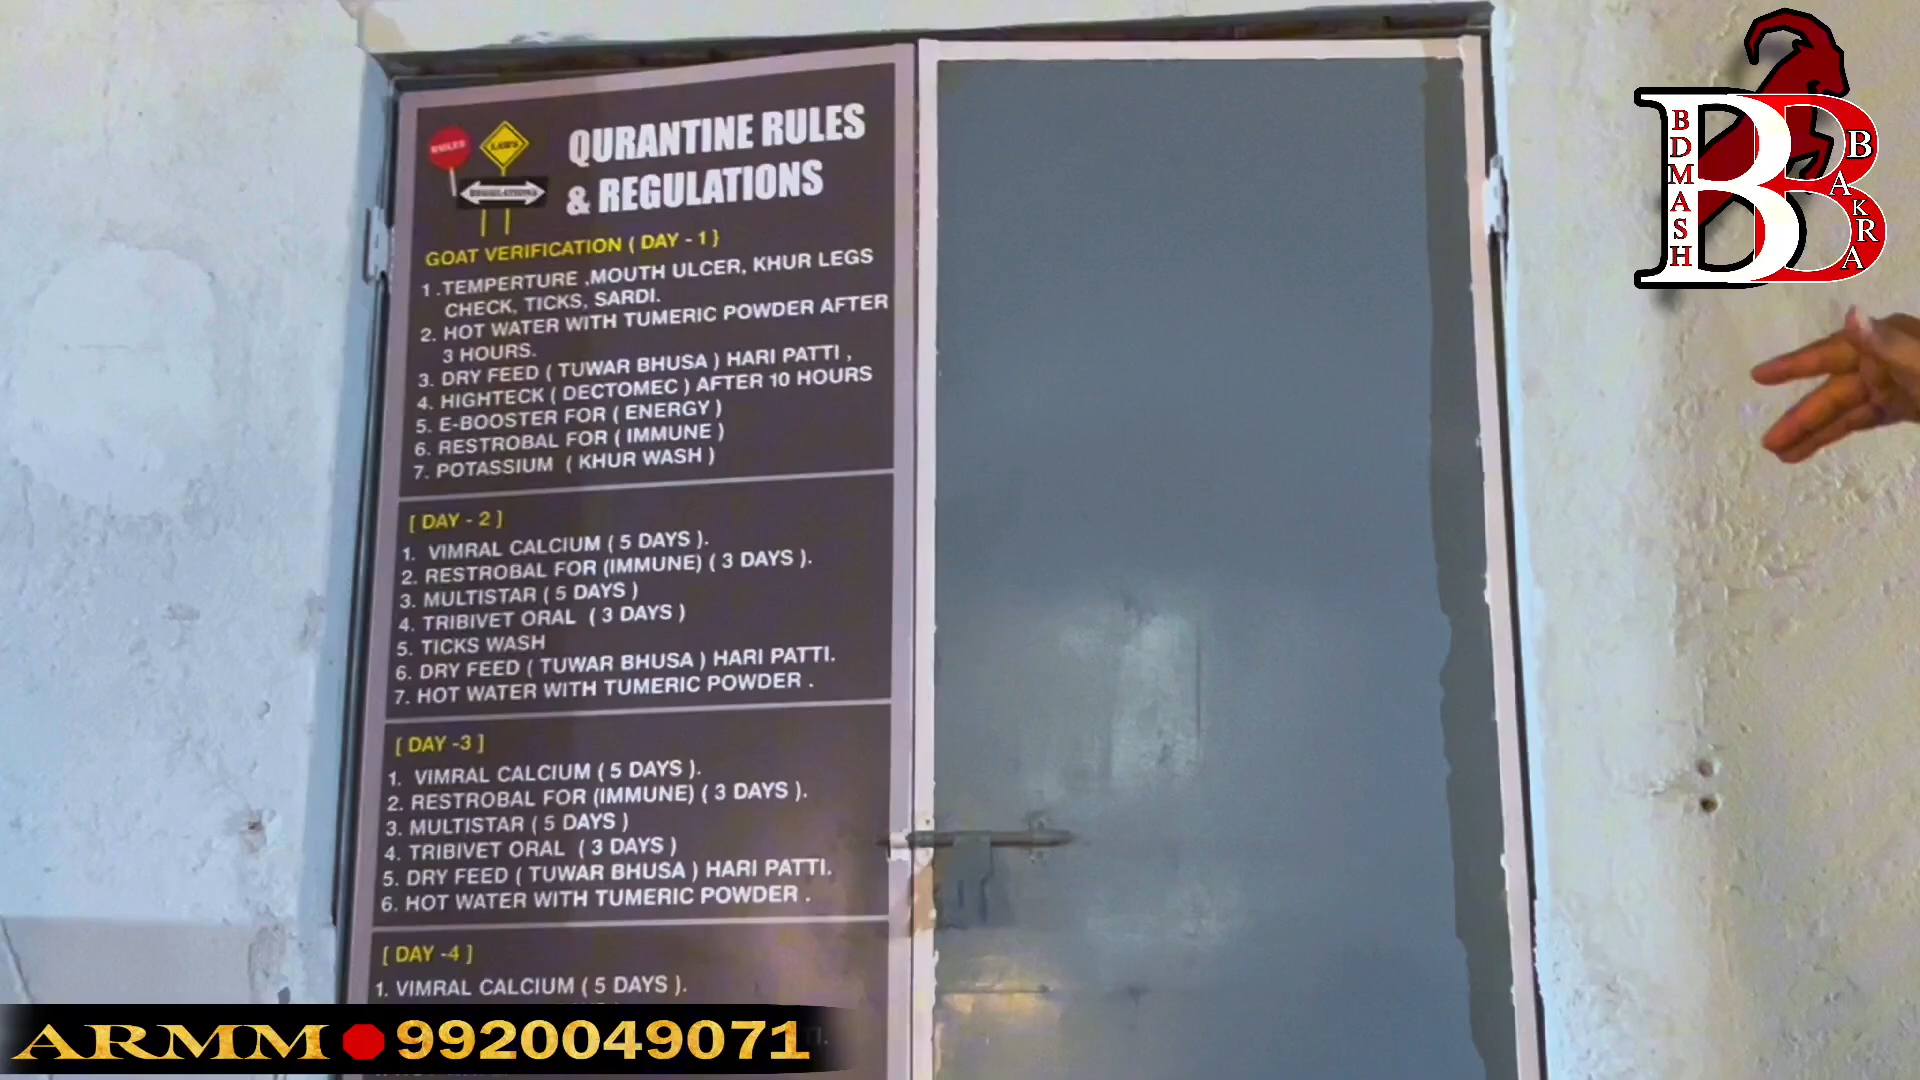 RULES
LAWS
REGULATIONS
QURANTINE RULES
& REGULATIONS
GOAT VERIFICATION ( DAY - 1 }
1 .TEMPERTURE ,MOUTH ULCER, KHUR LEGS
CHECK, TICKS, SARDI.
2. HOT WATER WITH TUMERIC POWDER AFTER
3 HOURS.
3. DRY FEED ( TUWAR BHUSA ) HARI PATTI ,
4. HIGHTECK ( DECTOMEC ) AFTER 10 HOURS
5. E-BOOSTER FOR ( ENERGY )
6. RESTROBAL FOR ( IMMUNE )
7. POTASSIUM ( KHUR WASH )
[ DAY - 2 ]
1. VIMRAL CALCIUM ( 5 DAYS ).
2. RESTROBAL FOR (IMMUNE) ( 3 DAYS ).
3. MULTISTAR ( 5 DAYS )
4. TRIBIVET ORAL ( 3 DAYS )
5. TICKS WASH
6. DRY FEED ( TUWAR BHUSA ) HARI PATTI.
7. HOT WATER WITH TUMERIC POWDER .
[ DAY -3 ]
1. VIMRAL CALCIUM ( 5 DAYS ).
2. RESTROBAL FOR (IMMUNE) ( 3 DAYS ).
3. MULTISTAR ( 5 DAYS )
4. TRIBIVET ORAL ( 3 DAYS )
5. DRY FEED ( TUWAR BHUSA ) HARI PATTI.
6. HOT WATER WITH TUMERIC POWDER .
[ DAY -4 ]
1. VIMRAL CALCIUM ( 5 DAYS ).
ARMM 9920049071
BB
BDMASH
BAKRA